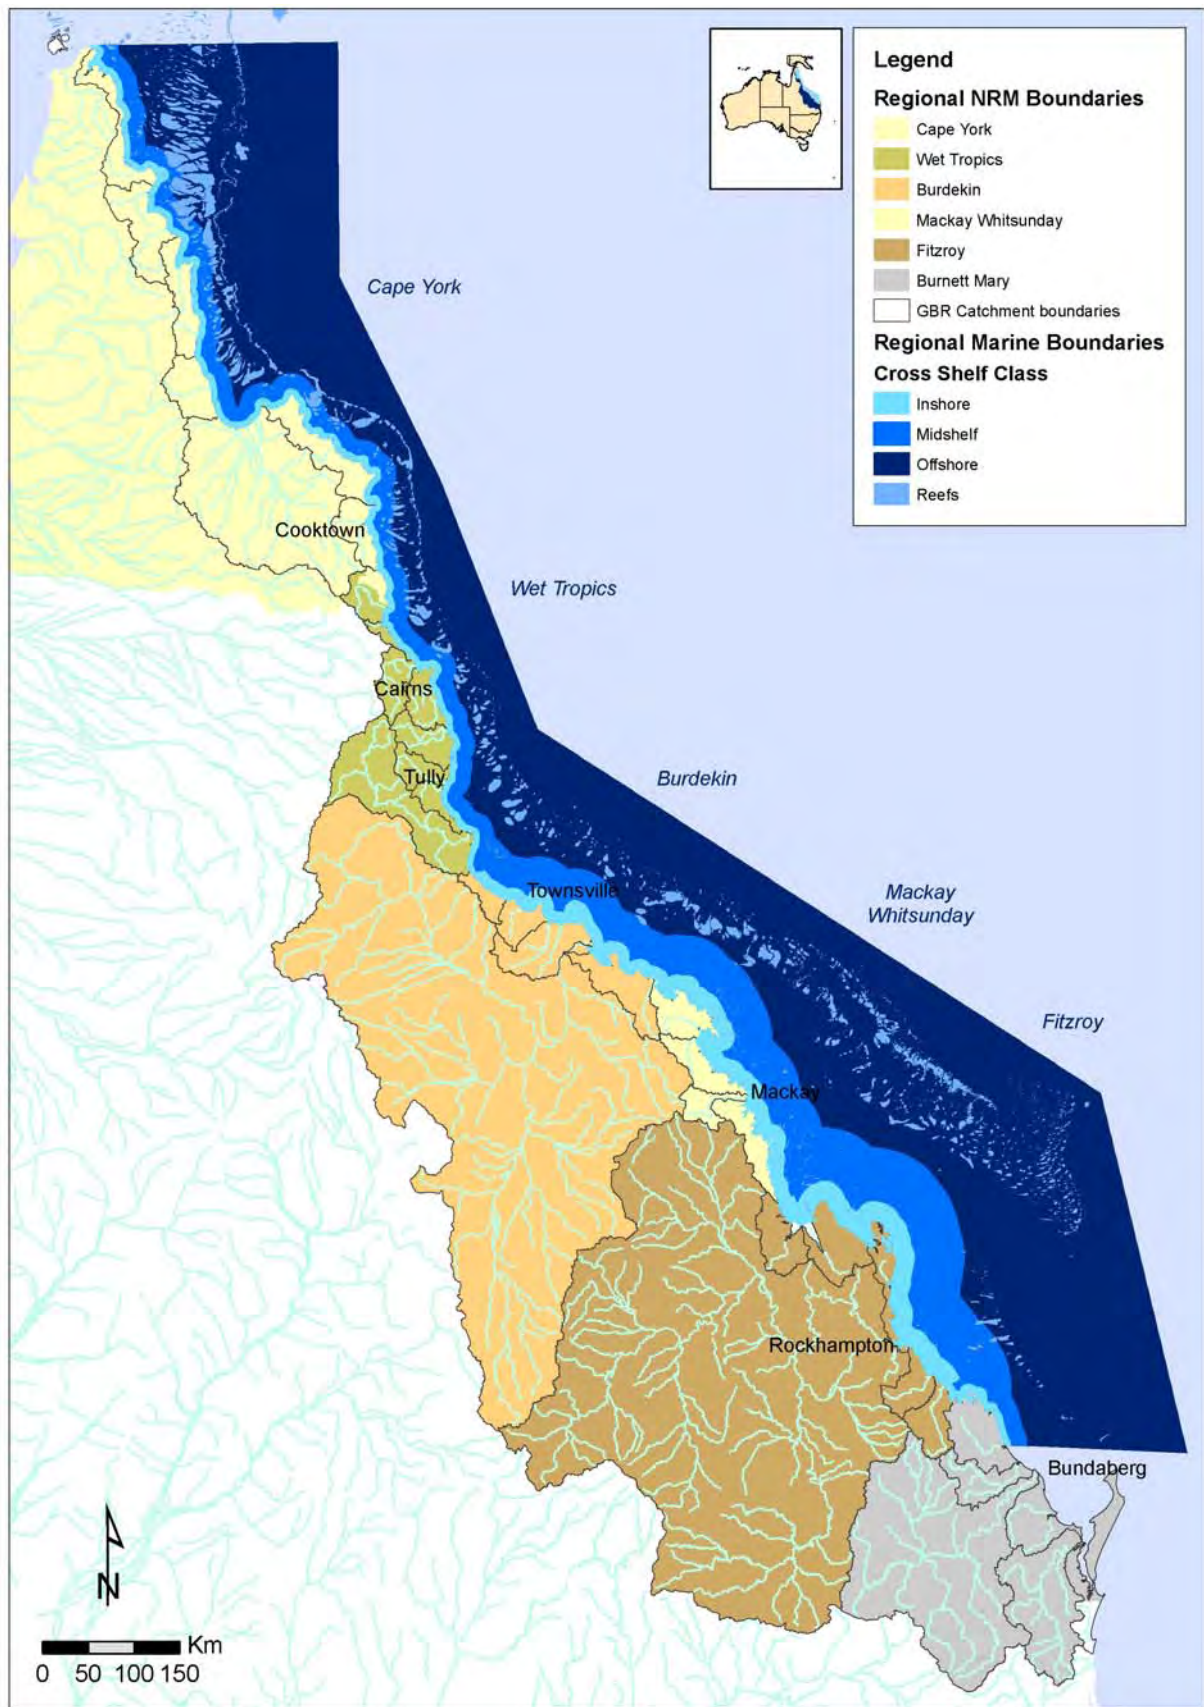 Legend
Regional NRM Boundaries
Cape York
Wet Tropics
Burdekin
Mackay Whitsunday
Fitzroy
Burnett Mary
GBR Catchment boundaries
Regional Marine Boundaries
Cross Shelf Class
Inshore
Midshelf
Offshore
Reefs
Cape York
Cooktown
Wet Tropics
Cairns
Tully
Burdekin
Townsville
Mackay
Whitsunday
Fitzroy
Mackay
Rockhampton
Bundaberg
N
Km
0 50 100 150